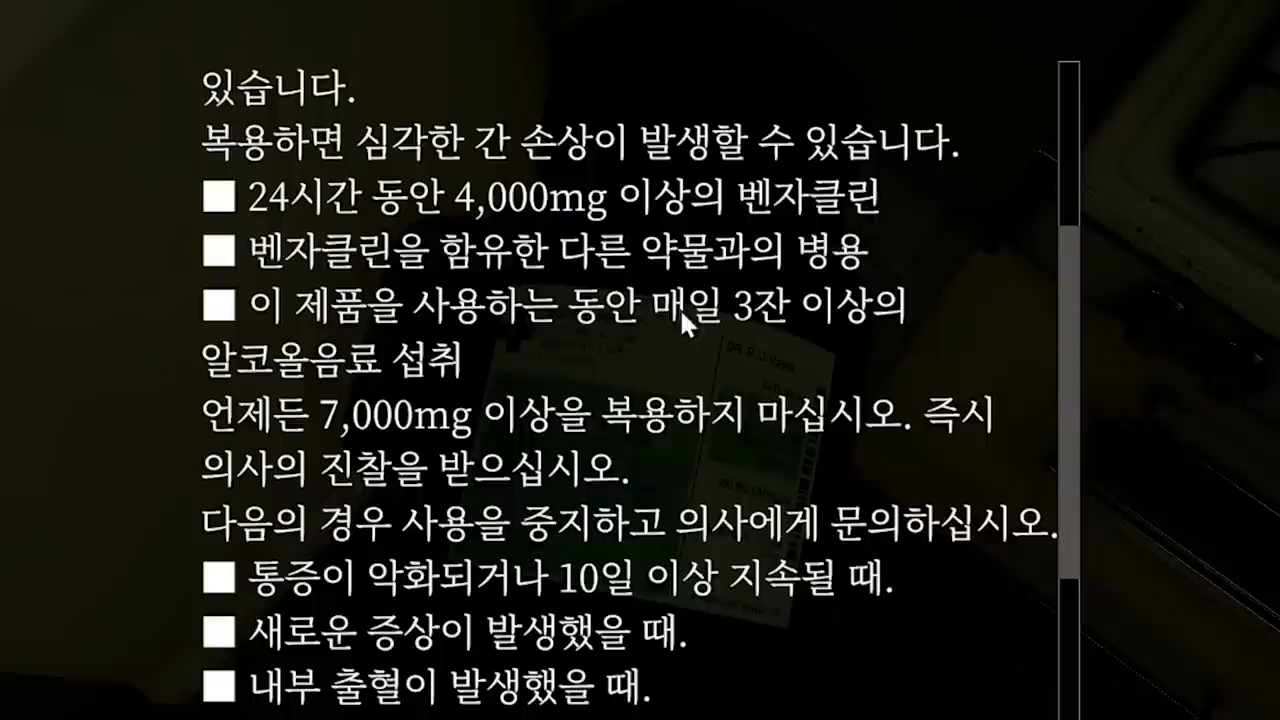 있습니다.
복용하면 심각한 간 손상이 발생할 수 있습니다.
■ 24시간 동안 4,000mg 이상의 벤자클린
■ 벤자클린을 함유한 다른 약물과의 병용
■ 이 제품을 사용하는 동안 매일 3잔 이상의
알코올음료 섭취
언제든 7,000mg 이상을 복용하지 마십시오. 즉시
의사의 진찰을 받으십시오.
다음의 경우 사용을 중지하고 의사에게 문의하십시오.
■ 통증이 악화되거나 10일 이상 지속될 때.
■ 새로운 증상이 발생했을 때.
■ 내부 출혈이 발생했을 때.